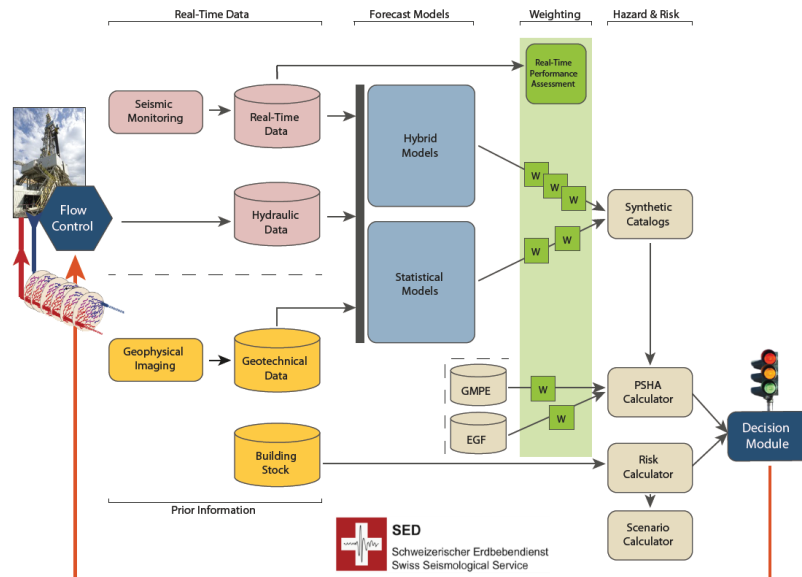 Real-Time Data
Forecast Models
Weighting
Hazard & Risk
Real-Time
Performance
Assessment
Seismic
Monitoring
Real-Time
Data
Hybrid
Models
W
W
W
Flow
Control
Hydraulic
Data
Synthetic
Catalogs
W
W
Statistical
Models
Geophysical
Imaging
Geotechnical
Data
GMPE
W
PSHA
Calculator
W
EGF
Decision
Module
Building
Stock
Risk
Calculator
Prior Information
Scenario
Calculator
SED
Schweizerischer Erdbebendienst
Swiss Seismological Service